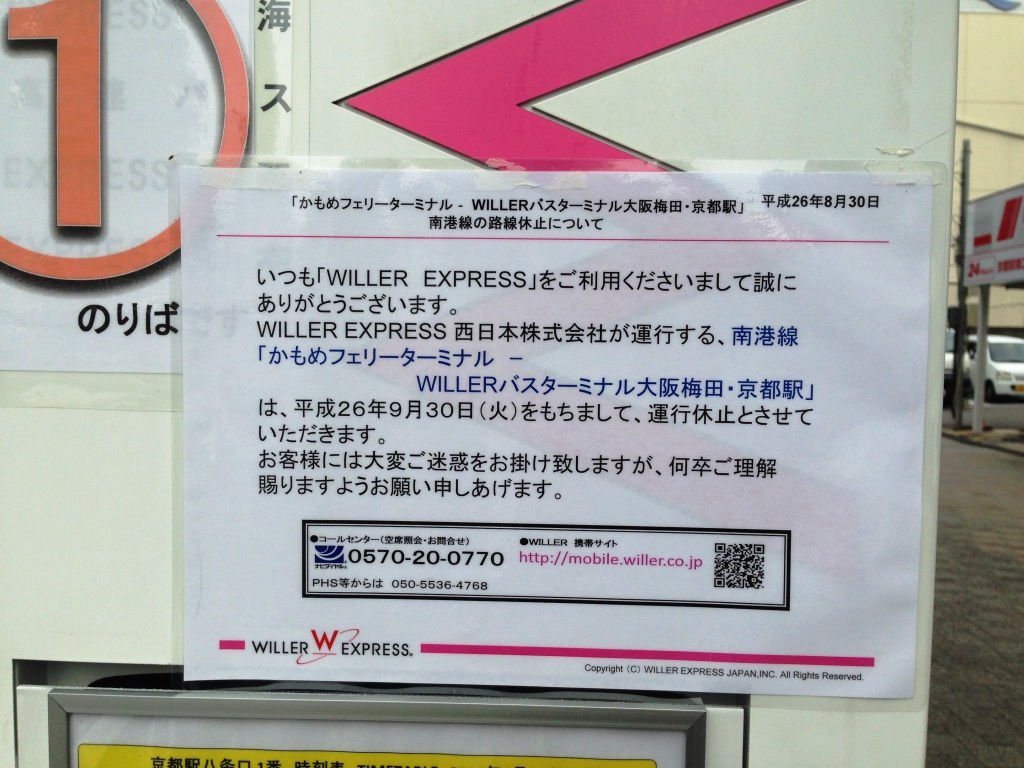 海
ス
1
のりば
「かもめフェリーターミナル - WILLERバスターミナル大阪梅田・京都駅」 平成26年8月30日
南港線の路線休止について
いつも「WILLER EXPRESS」をご利用くださいまして誠に
ありがとうございます。
WILLER EXPRESS 西日本株式会社が運行する、南港線
「かもめフェリーターミナル －
WILLERバスターミナル大阪梅田・京都駅」
は、平成26年9月30日（火）をもちまして、運行休止とさせて
いただきます。
お客様には大変ご迷惑をお掛け致しますが、何卒ご理解
賜りますようお願い申しあげます。
●コールセンター（空席照会・お問合せ） ●WILLER 携帯サイト
ナビダイヤル 0570-20-0770 http://mobile.willer.co.jp
PHS等からは 050-5536-4768
WILLER W EXPRESS®
Copyright （C） WILLER EXPRESS JAPAN,INC. All Rights Reserved.
京都駅八条口1番 時刻表 TIMETABLE
24